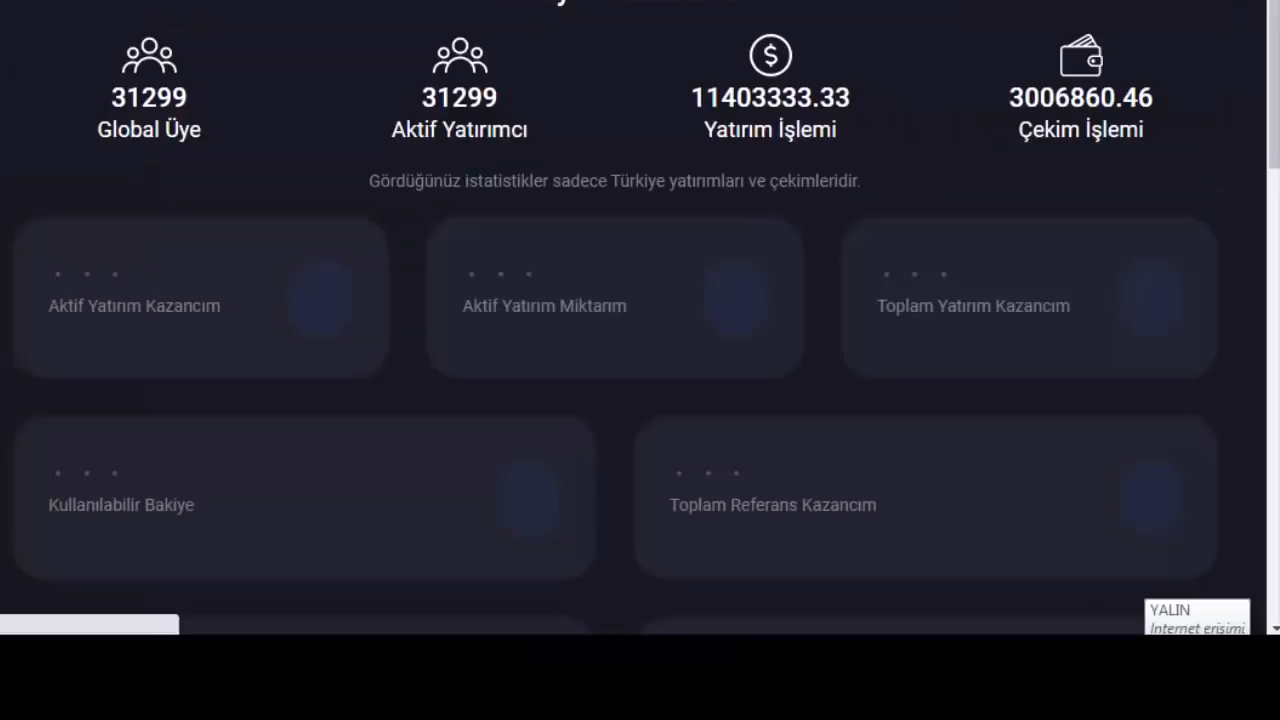 31299
Global Üye
31299
Aktif Yatırımcı
11403333.33
Yatırım İşlemi
3006860.46
Çekim İşlemi
Gördüğünüz istatistikler sadece Türkiye yatırımları ve çekimleridir.
. . .
Aktif Yatırım Kazancım
. . .
Aktif Yatırım Miktarım
. . .
Toplam Yatırım Kazancım
. . .
Kullanılabilir Bakiye
. . .
Toplam Referans Kazancım
YALIN
Internet erişimi